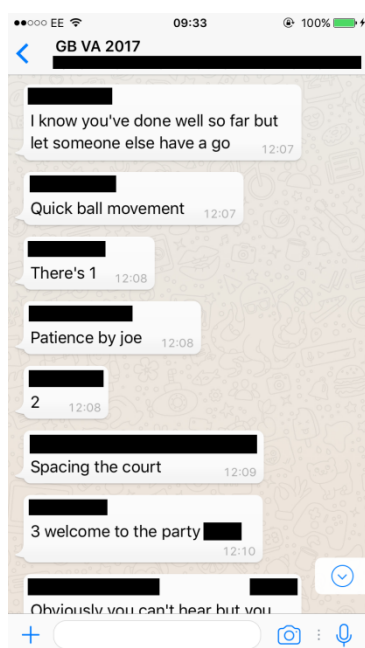 EE 09:33 100%
GB VA 2017
I know you've done well so far but
let someone else have a go 12:07
Quick ball movement 12:07
There's 1 12:08
Patience by joe 12:08
2 12:08
Spacing the court 12:09
3 welcome to the party
12:10
Obviously you can't hear but you